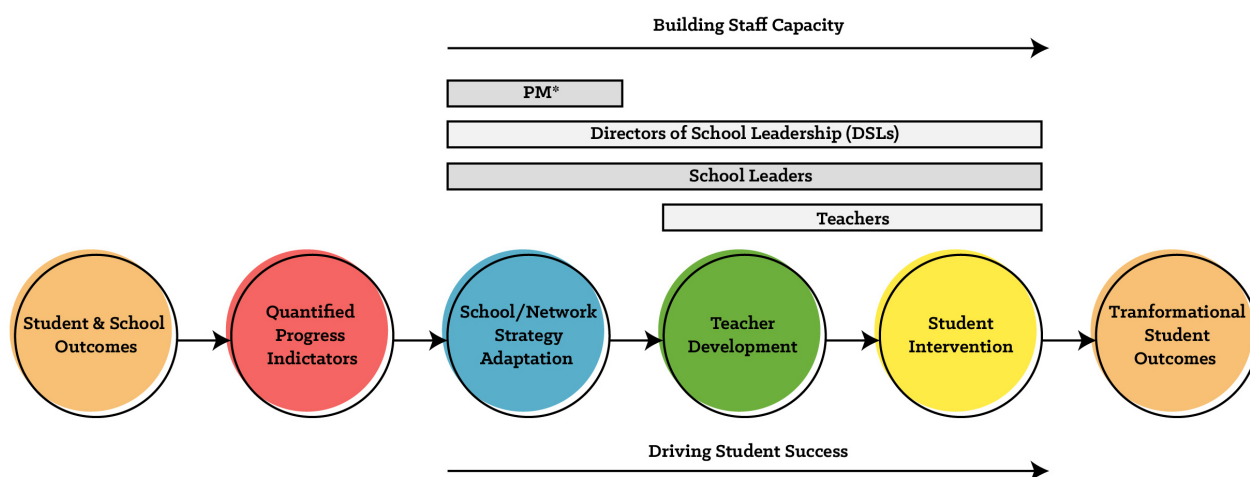 Building Staff Capacity
PM*
Directors of School Leadership (DSLs)
School Leaders
Teachers
Student & School
Outcomes
Quantified
Progress
Indictators
School/Network
Strategy
Adaptation
Teacher
Development
Student
Intervention
Tranformational
Student
Outcomes
Driving Student Success